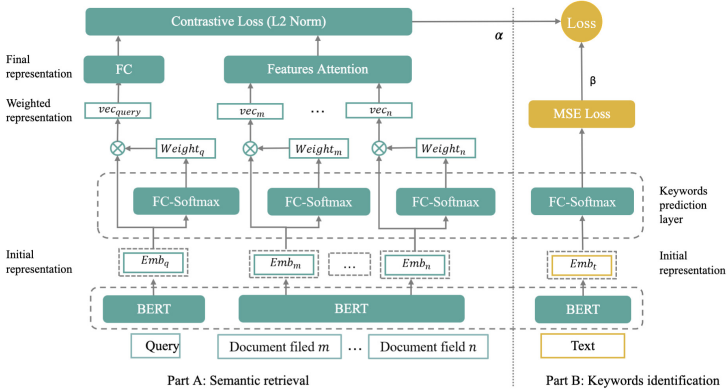 Contrastive Loss (L2 Norm)
α
Loss
Final
representation
FC
Features Attention
β
Weighted
representation
vec_query
vec_m
...
vec_n
MSE Loss
Weight_q
Weight_m
Weight_n
FC-Softmax
FC-Softmax
FC-Softmax
FC-Softmax
Keywords
prediction
layer
Initial
representation
Emb_q
Emb_m
...
Emb_n
Emb_t
Initial
representation
BERT
BERT
BERT
Query
Document filed m
...
Document field n
Text
Part A: Semantic retrieval
Part B: Keywords identification